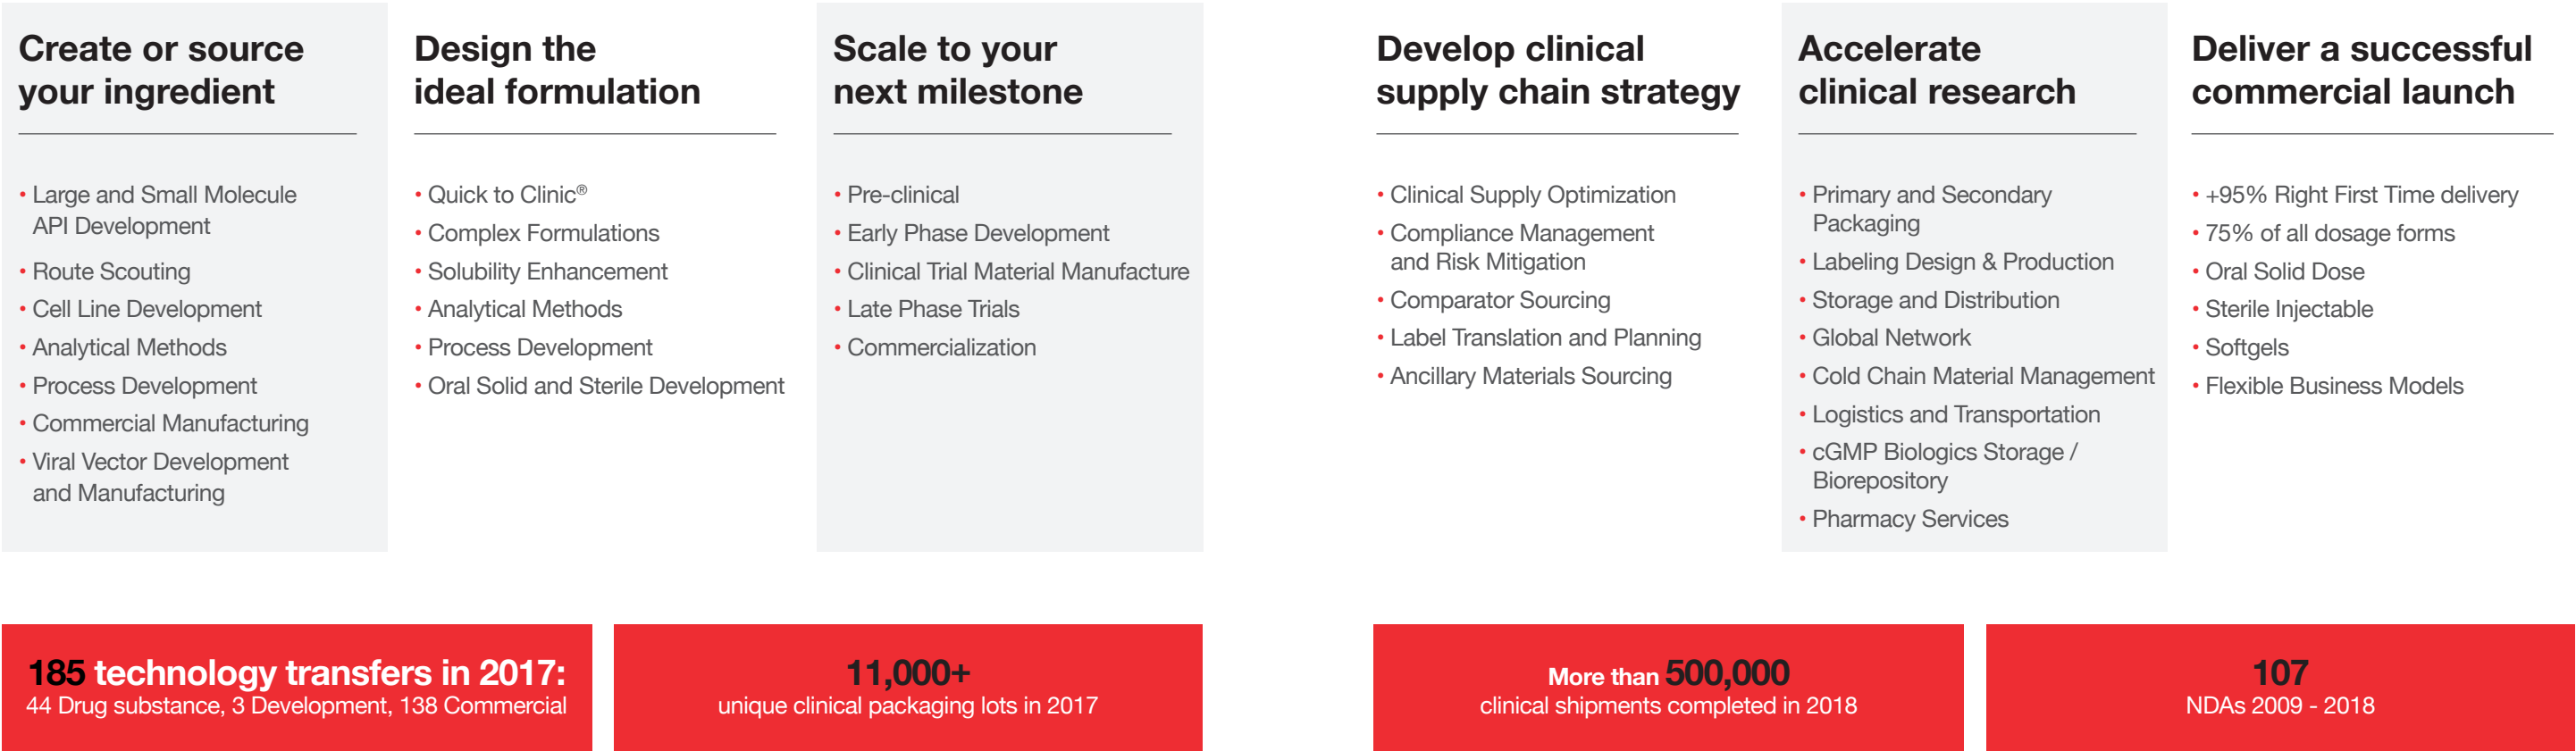 Create or source
your ingredient
• Large and Small Molecule
API Development
• Route Scouting
• Cell Line Development
• Analytical Methods
• Process Development
• Commercial Manufacturing
• Viral Vector Development
and Manufacturing
Design the
ideal formulation
• Quick to Clinic®
• Complex Formulations
• Solubility Enhancement
• Analytical Methods
• Process Development
• Oral Solid and Sterile Development
Scale to your
next milestone
• Pre-clinical
• Early Phase Development
• Clinical Trial Material Manufacture
• Late Phase Trials
• Commercialization
Develop clinical
supply chain strategy
• Clinical Supply Optimization
• Compliance Management
and Risk Mitigation
• Comparator Sourcing
• Label Translation and Planning
• Ancillary Materials Sourcing
Accelerate
clinical research
• Primary and Secondary
Packaging
• Labeling Design & Production
• Storage and Distribution
• Global Network
• Cold Chain Material Management
• Logistics and Transportation
• cGMP Biologics Storage /
Biorepository
• Pharmacy Services
Deliver a successful
commercial launch
• +95% Right First Time delivery
• 75% of all dosage forms
• Oral Solid Dose
• Sterile Injectable
• Softgels
• Flexible Business Models
185 technology transfers in 2017:
44 Drug substance, 3 Development, 138 Commercial
11,000+
unique clinical packaging lots in 2017
More than 500,000
clinical shipments completed in 2018
107
NDAs 2009 - 2018